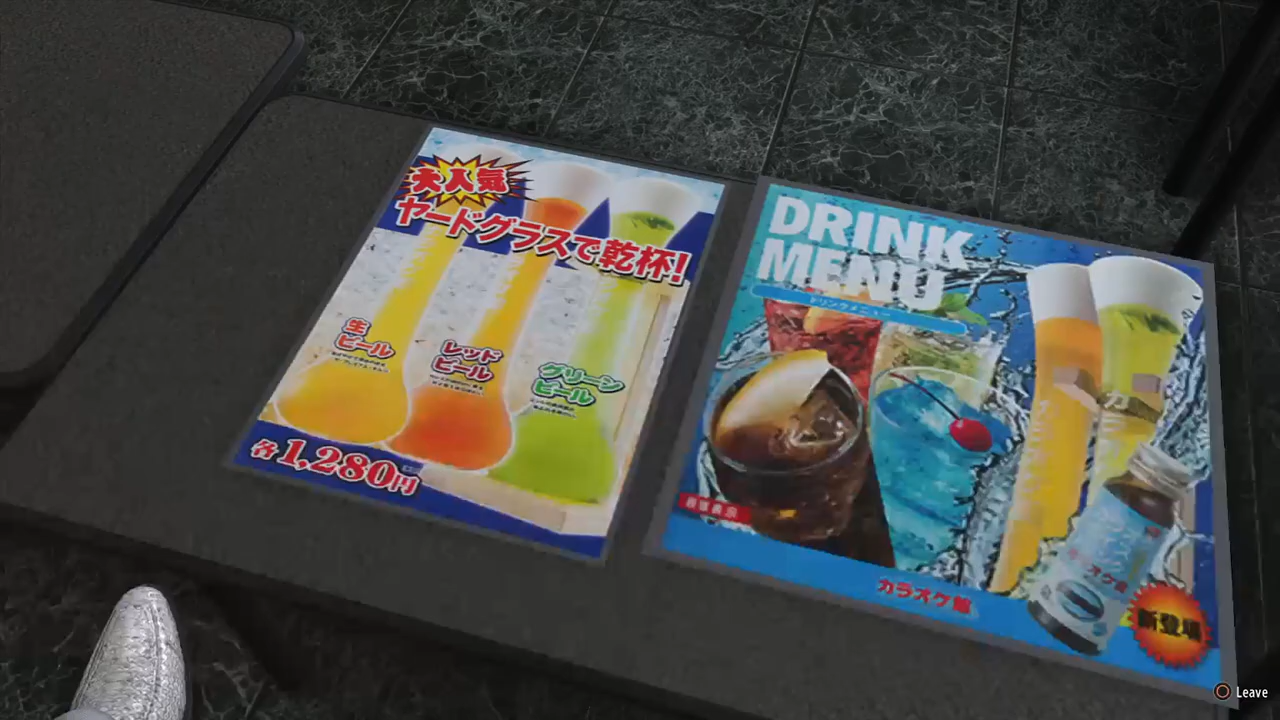 大人気
ヤードグラスで乾杯!
生
ビール
レッド
ビール
グリーン
ビール
各1,280円
DRINK
MENU
ドリンクメニュー
カラオケ館
新登場
Leave